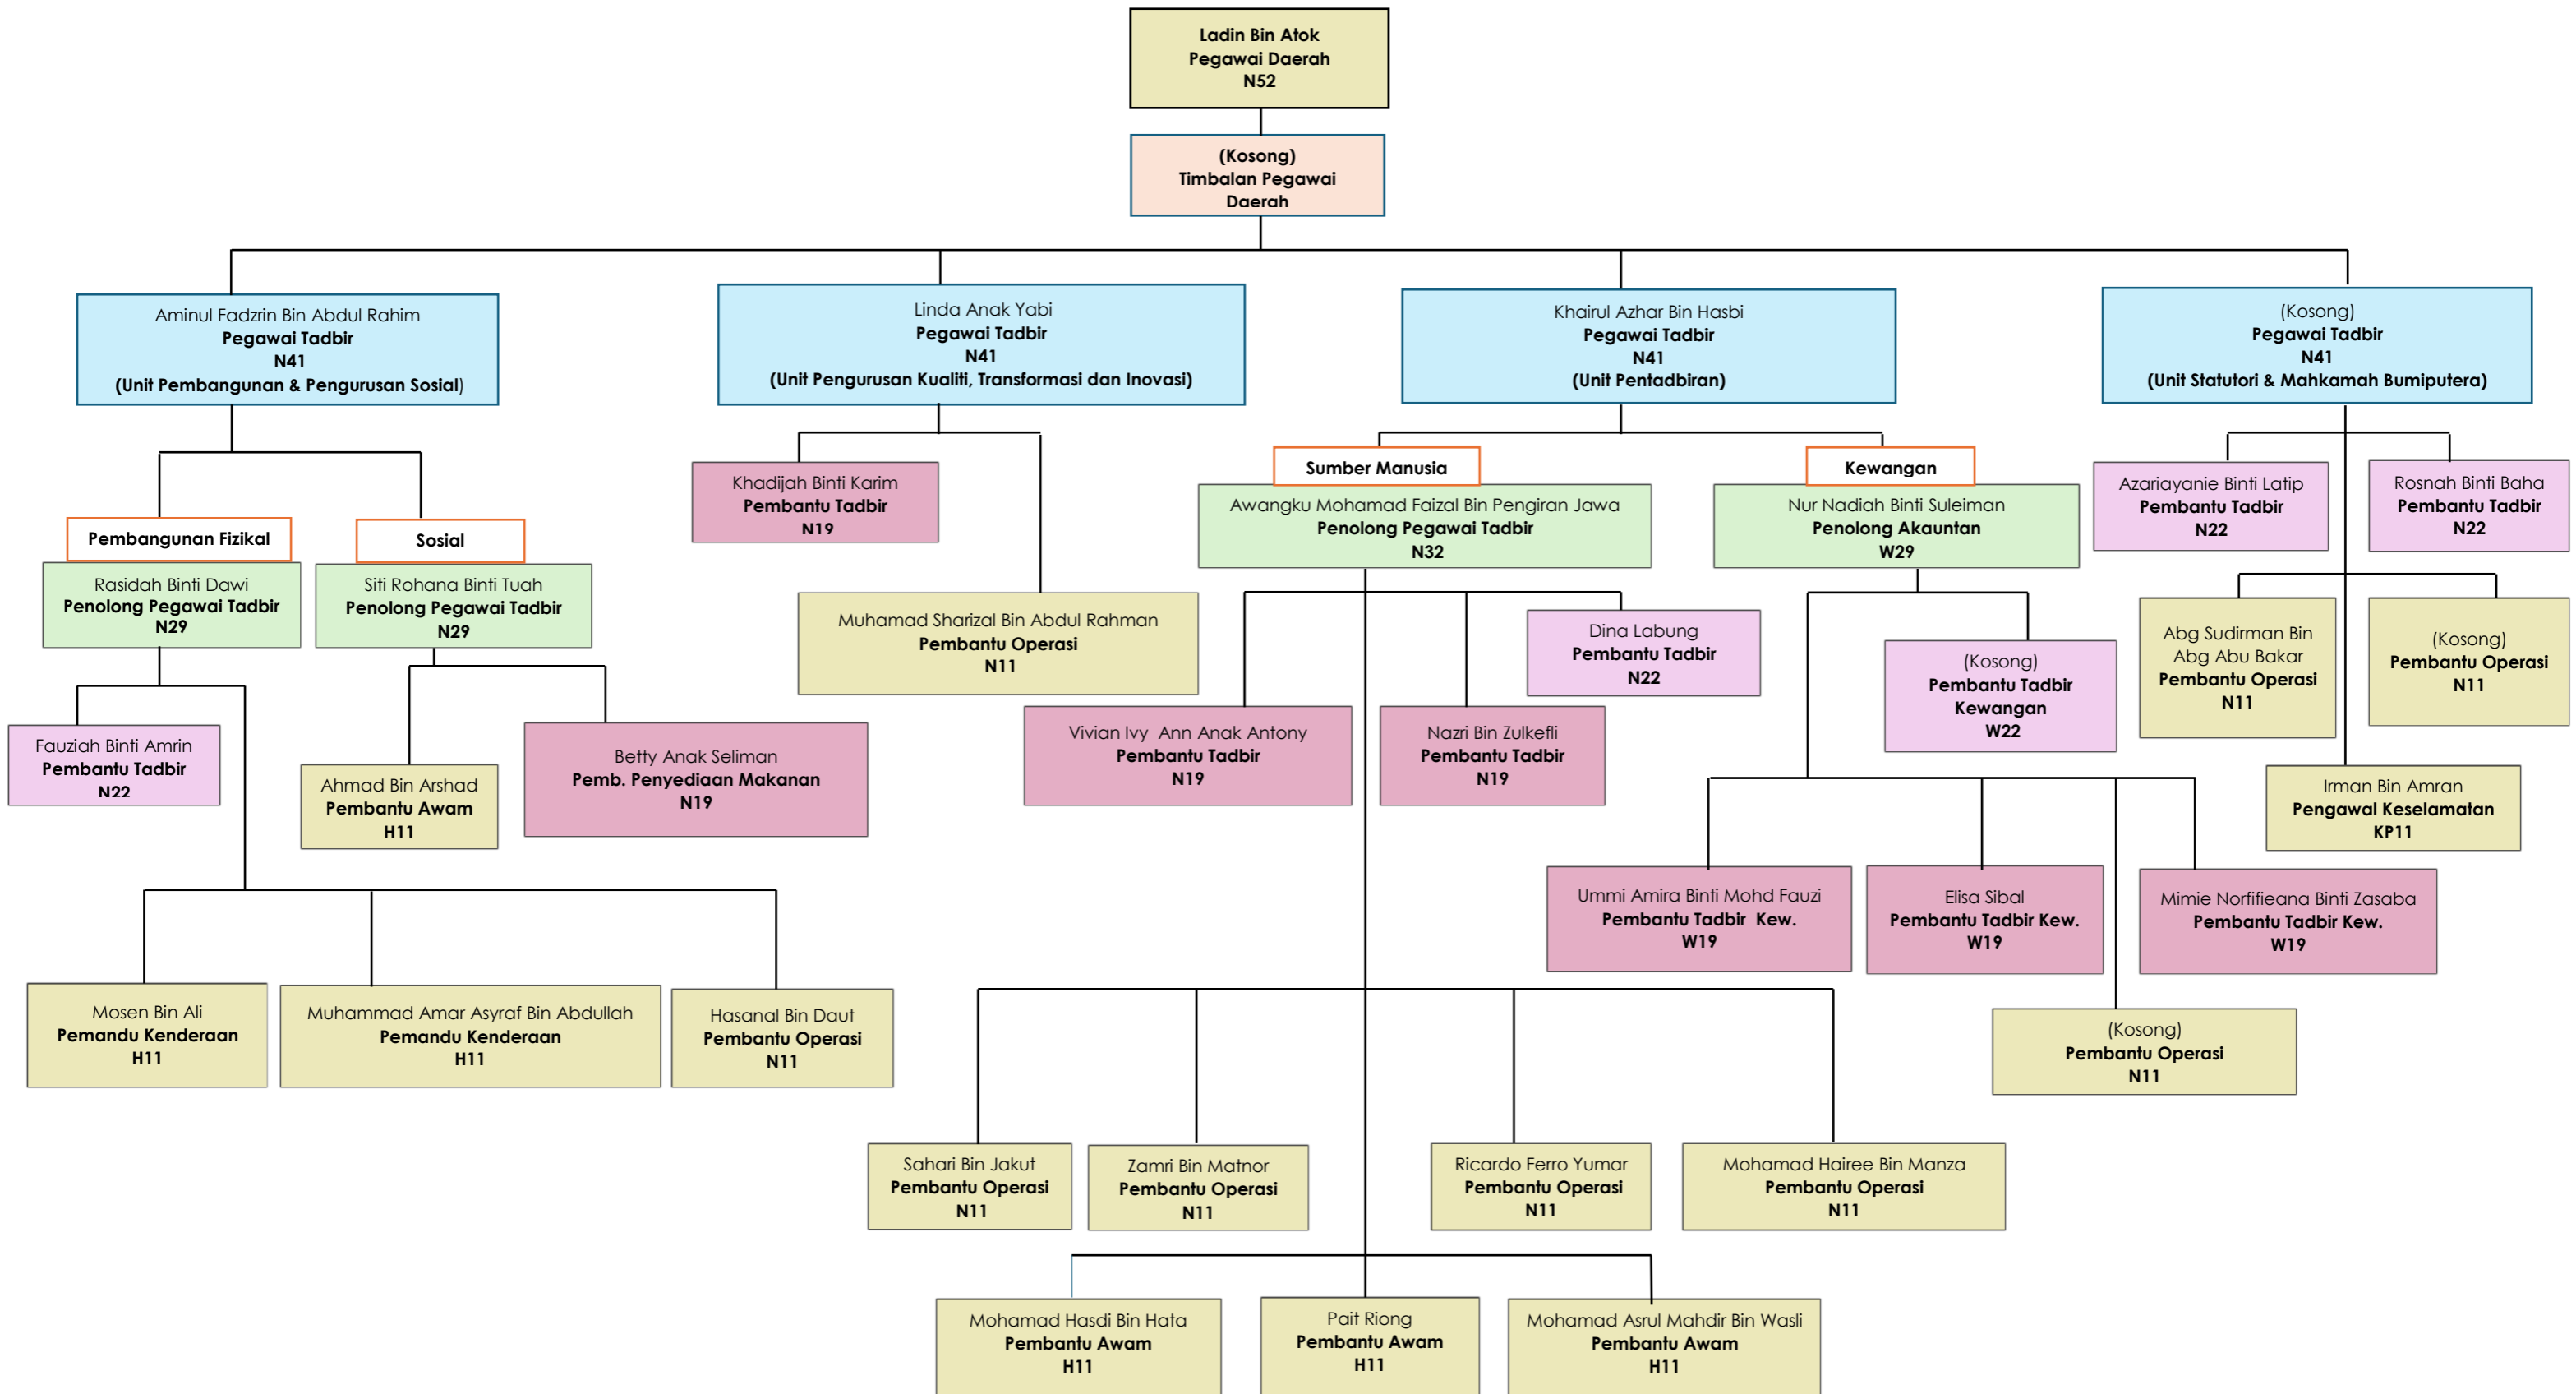 Ladin Bin Atok
Pegawai Daerah
N52
(Kosong)
Timbalan Pegawai
Daerah
Aminul Fadzrin Bin Abdul Rahim
Pegawai Tadbir
N41
(Unit Pembangunan & Pengurusan Sosial)
Linda Anak Yabi
Pegawai Tadbir
N41
(Unit Pengurusan Kualiti, Transformasi dan Inovasi)
Khairul Azhar Bin Hasbi
Pegawai Tadbir
N41
(Unit Pentadbiran)
(Kosong)
Pegawai Tadbir
N41
(Unit Statutori & Mahkamah Bumiputera)
Pembangunan Fizikal
Rasidah Binti Dawi
Penolong Pegawai Tadbir
N29
Sosial
Siti Rohana Binti Tuah
Penolong Pegawai Tadbir
N29
Khadijah Binti Karim
Pembantu Tadbir
N19
Muhamad Sharizal Bin Abdul Rahman
Pembantu Operasi
N11
Sumber Manusia
Awangku Mohamad Faizal Bin Pengiran Jawa
Penolong Pegawai Tadbir
N32
Kewangan
Nur Nadiah Binti Suleiman
Penolong Akauntan
W29
Azariayanie Binti Latip
Pembantu Tadbir
N22
Rosnah Binti Baha
Pembantu Tadbir
N22
Abg Sudirman Bin
Abg Abu Bakar
Pembantu Operasi
N11
(Kosong)
Pembantu Operasi
N11
Dina Labung
Pembantu Tadbir
N22
(Kosong)
Pembantu Tadbir
Kewangan
W22
Fauziah Binti Amrin
Pembantu Tadbir
N22
Ahmad Bin Arshad
Pembantu Awam
H11
Betty Anak Seliman
Pemb. Penyediaan Makanan
N19
Vivian Ivy  Ann Anak Antony
Pembantu Tadbir
N19
Nazri Bin Zulkefli
Pembantu Tadbir
N19
Irman Bin Amran
Pengawal Keselamatan
KP11
Ummi Amira Binti Mohd Fauzi
Pembantu Tadbir  Kew.
W19
Elisa Sibal
Pembantu Tadbir Kew.
W19
Mimie Norfifieana Binti Zasaba
Pembantu Tadbir Kew.
W19
Mosen Bin Ali
Pemandu Kenderaan
H11
Muhammad Amar Asyraf Bin Abdullah
Pemandu Kenderaan
H11
Hasanal Bin Daut
Pembantu Operasi
N11
(Kosong)
Pembantu Operasi
N11
Sahari Bin Jakut
Pembantu Operasi
N11
Zamri Bin Matnor
Pembantu Operasi
N11
Ricardo Ferro Yumar
Pembantu Operasi
N11
Mohamad Hairee Bin Manza
Pembantu Operasi
N11
Mohamad Hasdi Bin Hata
Pembantu Awam
H11
Pait Riong
Pembantu Awam
H11
Mohamad Asrul Mahdir Bin Wasli
Pembantu Awam
H11